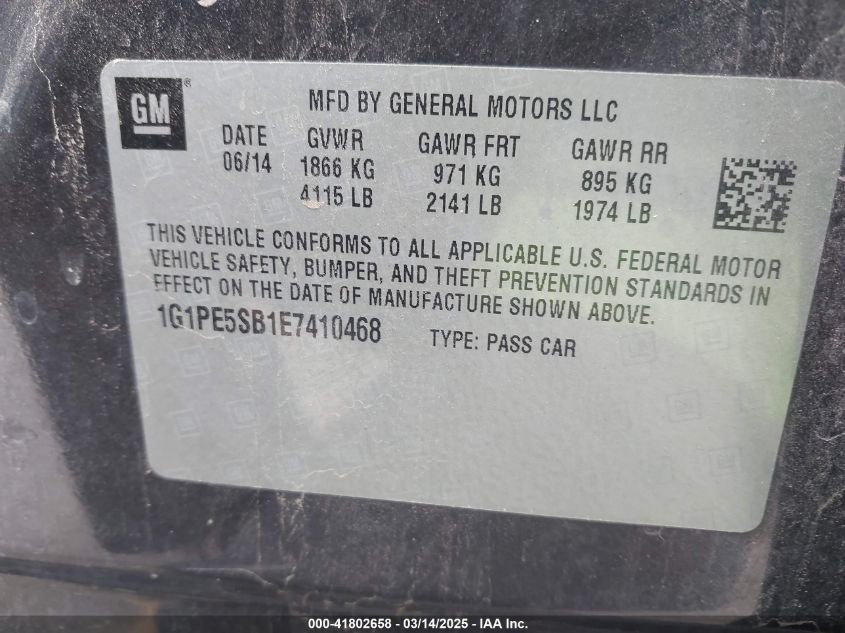 GM ®
MFD BY GENERAL MOTORS LLC
DATE GVWR GAWR FRT GAWR RR
06/14 1866 KG 971 KG 895 KG
4115 LB 2141 LB 1974 LB
THIS VEHICLE CONFORMS TO ALL APPLICABLE U.S. FEDERAL MOTOR
VEHICLE SAFETY, BUMPER, AND THEFT PREVENTION STANDARDS IN
EFFECT ON THE DATE OF MANUFACTURE SHOWN ABOVE.
1G1PE5SB1E7410468 TYPE: PASS CAR
000-41802658 - 03/14/2025 - IAA Inc.